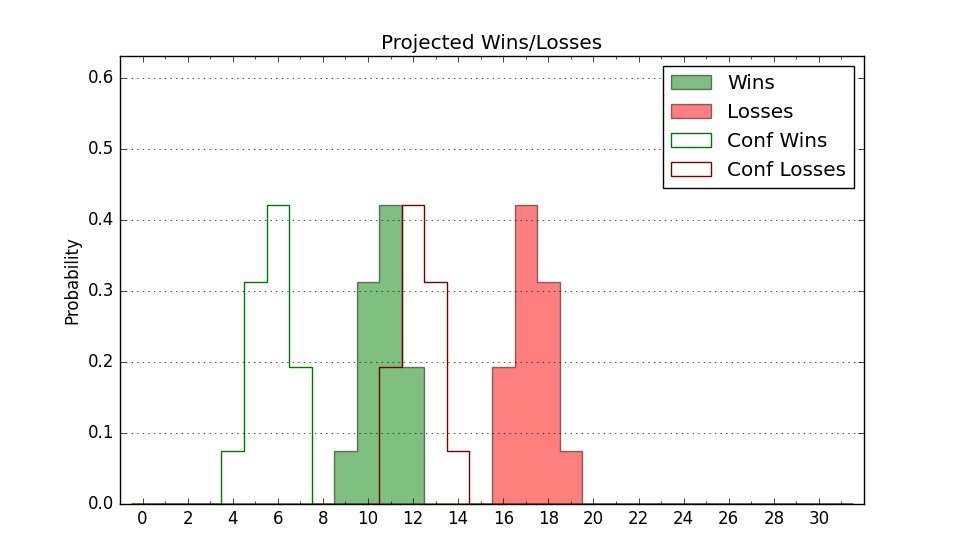 Projected Wins/Losses
Wins
Losses
Conf Wins
Conf Losses
Probability
0.6
0.5
0.4
0.3
0.2
0.1
0.0
0 2 4 6 8 10 12 14 16 18 20 22 24 26 28 30